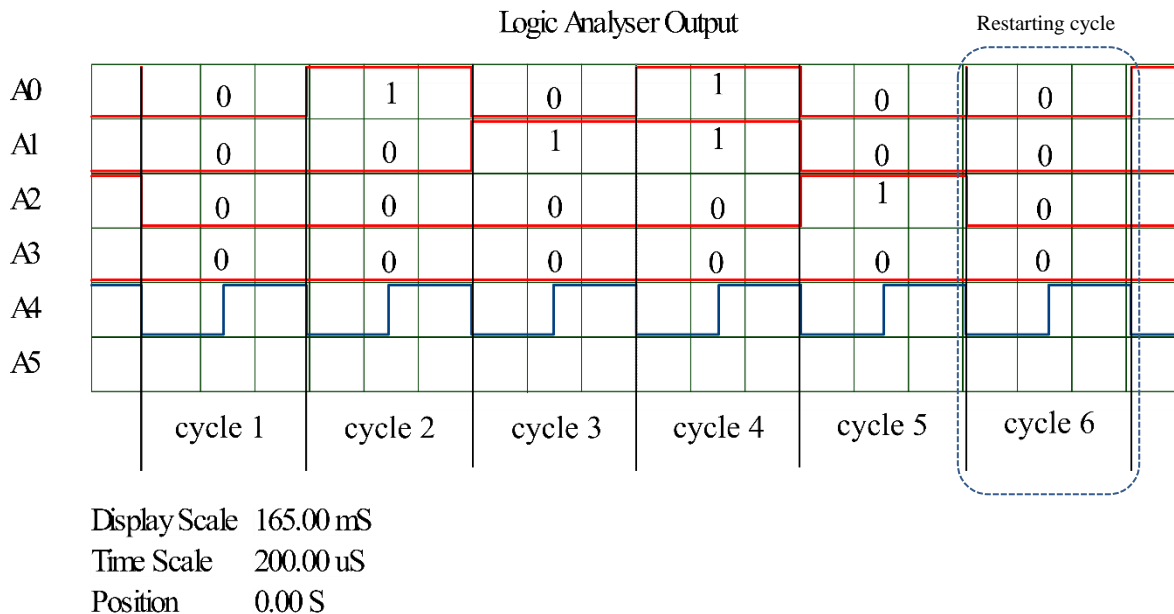 Logic Analyser Output
Restarting cycle
A0 0 1 0 1 0 0
A1 0 0 1 1 0 0
A2 0 0 0 0 1 0
A3 0 0 0 0 0 0
A4
A5
cycle 1 cycle 2 cycle 3 cycle 4 cycle 5 cycle 6
Display Scale 165.00 mS
Time Scale 200.00 uS
Position 0.00 S